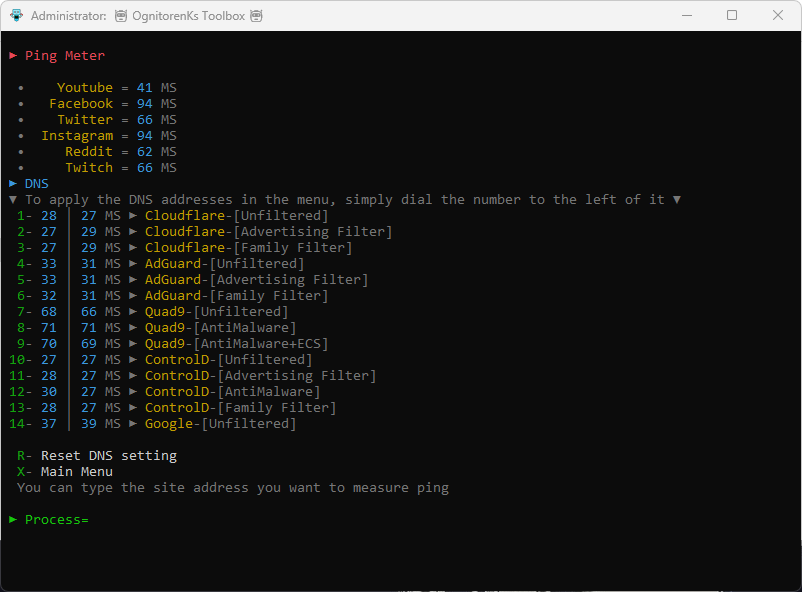 Administrator: OgnitorenKs Toolbox
► Ping Meter
• Youtube = 41 MS
• Facebook = 94 MS
• Twitter = 66 MS
• Instagram = 94 MS
• Reddit = 62 MS
• Twitch = 66 MS
► DNS
▼ To apply the DNS addresses in the menu, simply dial the number to the left of it ▼
1- 28 | 27 MS ► Cloudflare-[Unfiltered]
2- 27 | 29 MS ► Cloudflare-[Advertising Filter]
3- 27 | 29 MS ► Cloudflare-[Family Filter]
4- 33 | 31 MS ► AdGuard-[Unfiltered]
5- 33 | 31 MS ► AdGuard-[Advertising Filter]
6- 32 | 31 MS ► AdGuard-[Family Filter]
7- 68 | 66 MS ► Quad9-[Unfiltered]
8- 71 | 71 MS ► Quad9-[AntiMalware]
9- 70 | 69 MS ► Quad9-[AntiMalware+ECS]
10- 27 | 27 MS ► ControlD-[Unfiltered]
11- 28 | 27 MS ► ControlD-[Advertising Filter]
12- 30 | 27 MS ► ControlD-[AntiMalware]
13- 28 | 27 MS ► ControlD-[Family Filter]
14- 37 | 39 MS ► Google-[Unfiltered]
R- Reset DNS setting
X- Main Menu
You can type the site address you want to measure ping
► Process=